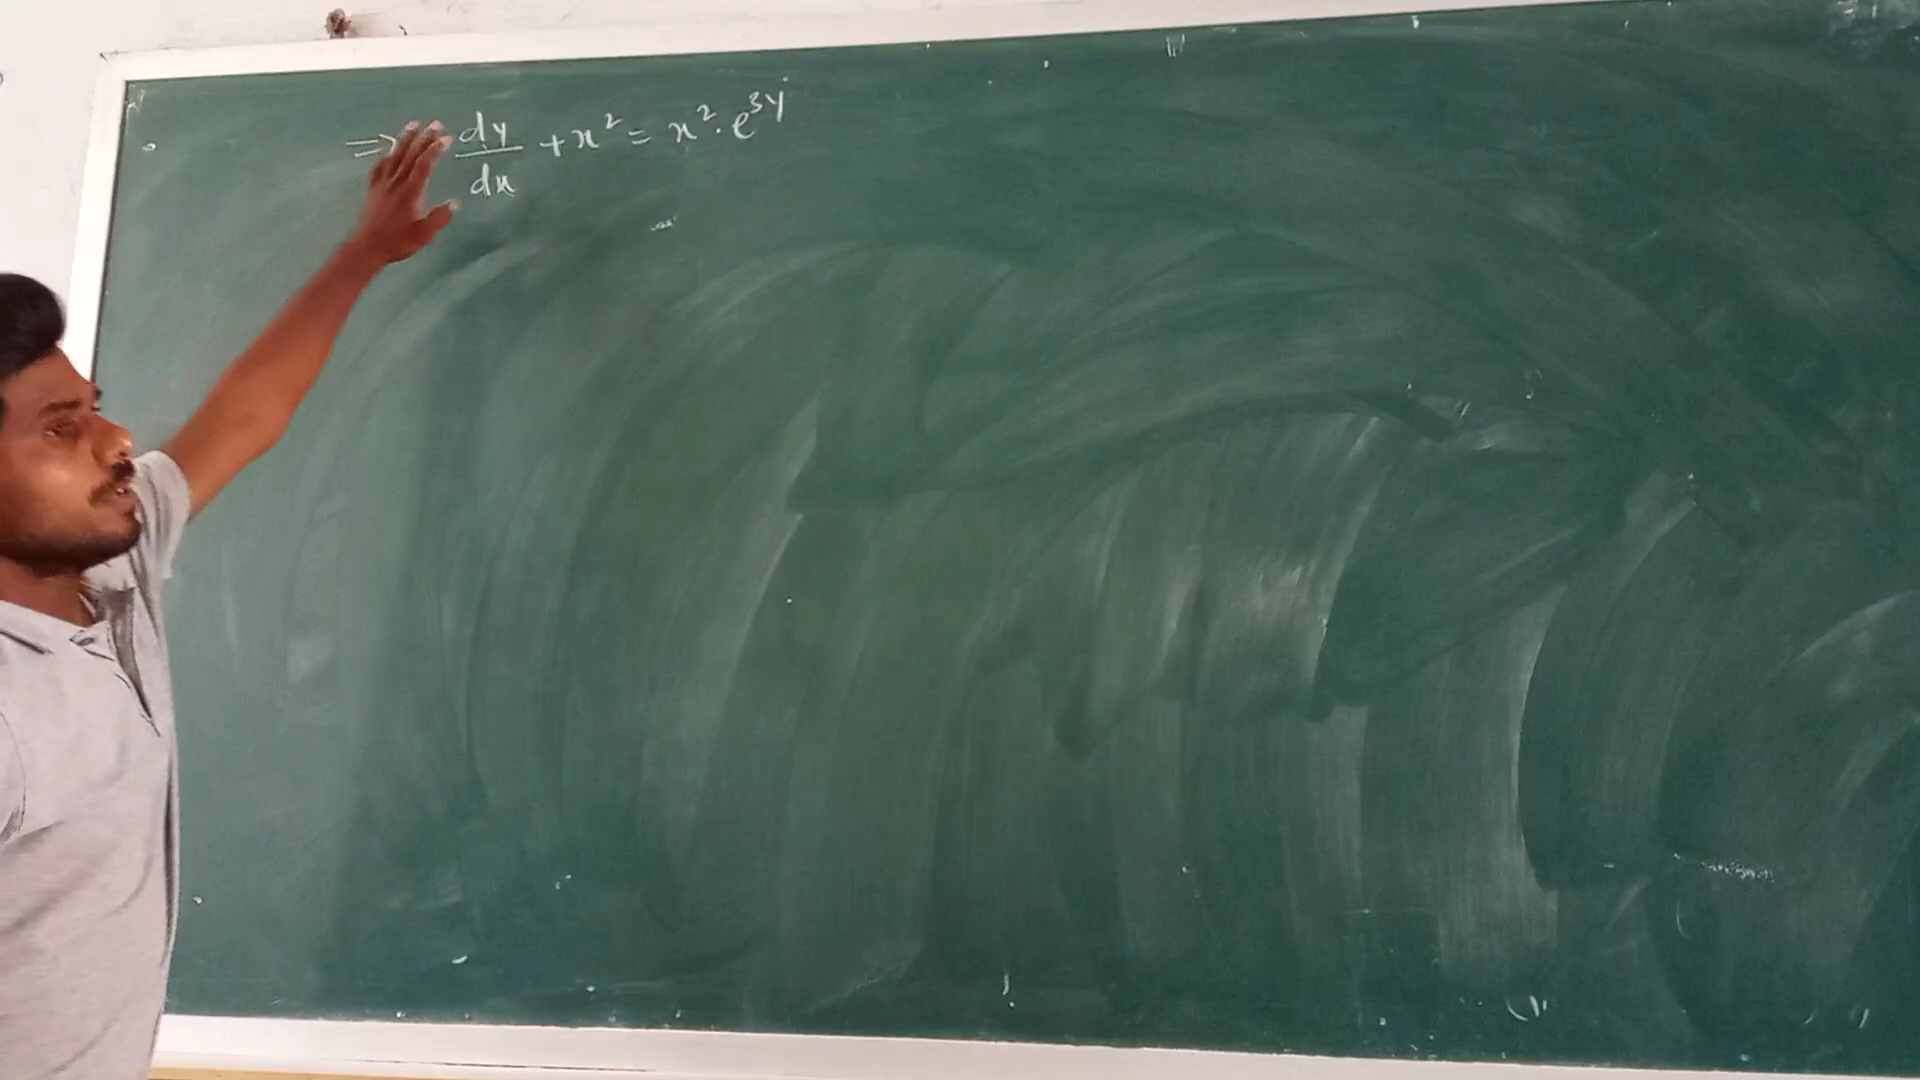 ⇒ dy/dx + x² = x² · e^{3y}